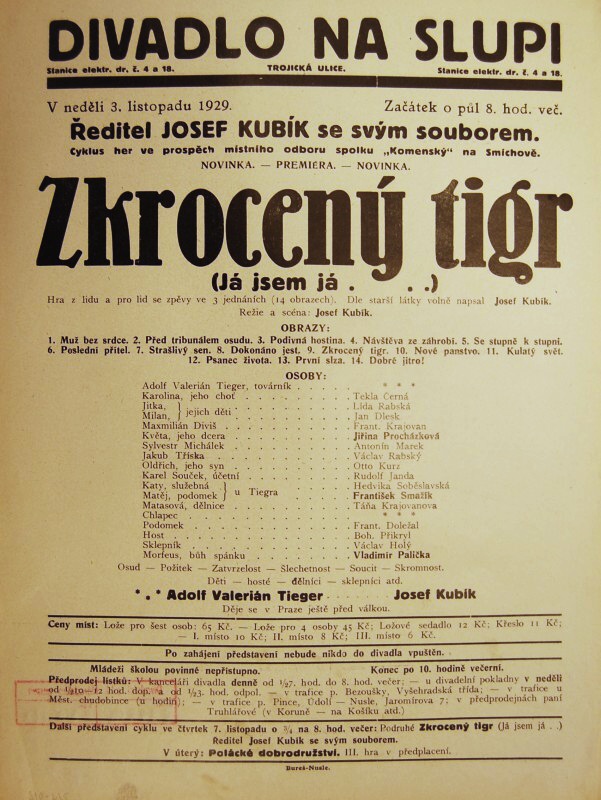 DIVADLO NA SLUPI
Stanice elektr. dr. č. 4 a 18. TROJICKÁ ULICE. Stanice elektr. dr. č. 4 a 18.
V neděli 3. listopadu 1929. Začátek o půl 8. hod. več.
Ředitel JOSEF KUBÍK se svým souborem.
Cyklus her ve prospěch místního odboru spolku „Komenský" na Smíchově.
NOVINKA. — PREMIERA. — NOVINKA.
Zkrocený tigr
(Já jsem já . . .)
Hra z lidu a pro lid se zpěvy ve 3 jednáních (14 obrazech). Dle starší látky volně napsal Josef Kubík.
Režie a scéna: Josef Kubík.
OBRAZY:
1. Muž bez srdce. 2. Před tribunálem osudu. 3. Podivná hostina. 4. Návštěva ze záhrobí. 5. Se stupně k stupni.
6. Poslední přítel. 7. Strašlivý sen. 8. Dokonáno jest. 9. Zkrocený tigr. 10. Nové panstvo. 11. Kulatý svět.
12. Psanec života. 13. První slza. 14. Dobré jitro!
OSOBY:
Adolf Valerián Tieger, továrník . . . . . . . * * *
Karolina, jeho choť . . . . . . . Tekla Černá
Jitka, } jejich děti . . . . . . . Lída Rabská
Milan, . . . . . . . Jan Dlesk
Maxmilián Diviš . . . . . . . Frant. Krajovan
Květa, jeho dcera . . . . . . . Jiřina Procházková
Sylvestr Michálek . . . . . . . Antonín Marek
Jakub Tříska . . . . . . . Václav Rabský
Oldřich, jeho syn . . . . . . . Otto Kurz
Karel Souček, účetní . . . . . . . Rudolf Janda
Katy, služebná } u Tiegra . . . . . . . Hedvika Soběslavská
Matěj, podomek . . . . . . . František Smažík
Matasová, dělnice . . . . . . . Táňa Krajovanova
Chlapec . . . . . . . * * *
Podomek . . . . . . . Frant. Doležal
Host . . . . . . . Boh. Přikryl
Sklepník . . . . . . . Václav Holý
Morfeus, bůh spánku . . . . . . . Vladimír Palička
Osud — Požitek — Zatvrzelost — Šlechetnost — Soucit — Skromnost.
Děti — hosté — dělníci — sklepníci atd.
* . * Adolf Valerián Tieger . . . . . . . Josef Kubík
Děje se v Praze ještě před válkou.
Ceny míst: Lože pro šest osob: 65 Kč. — Lože pro 4 osoby 45 Kč; Ložové sedadlo 12 Kč; Křeslo 11 Kč;
— I. místo 10 Kč; II. místo 8 Kč; III. místo 6 Kč.
Po zahájení představení nebude nikdo do divadla vpuštěn.
Mládeži školou povinné nepřístupno. Konec po 10. hodině večerní.
Předprodej lístků: V kanceláři divadla denně od ½7. hod. do 8. hod. večer; — u divadelní pokladny v neděli
od ½10—12 hod. dop. a od ½3. hod. odpol. — v trafice p. Bezoušky, Vyšehradská třída; — v trafice u
Měst. chudobince (u hodin); — v trafice p. Pince, Údolí — Nusle, Jaromírova 7; v předprodejnách paní
Truhlářové (v Koruně — na Košíku atd.)
Další představení cyklu ve čtvrtek 7. listopadu o ¾ na 8. hod. večer: Podruhé Zkrocený tigr (Já jsem já . .)
Ředitel Josef Kubík se svým souborem.
V úterý: Polácké dobrodružství. III. hra v předplacení.
Bureš-Nusle.